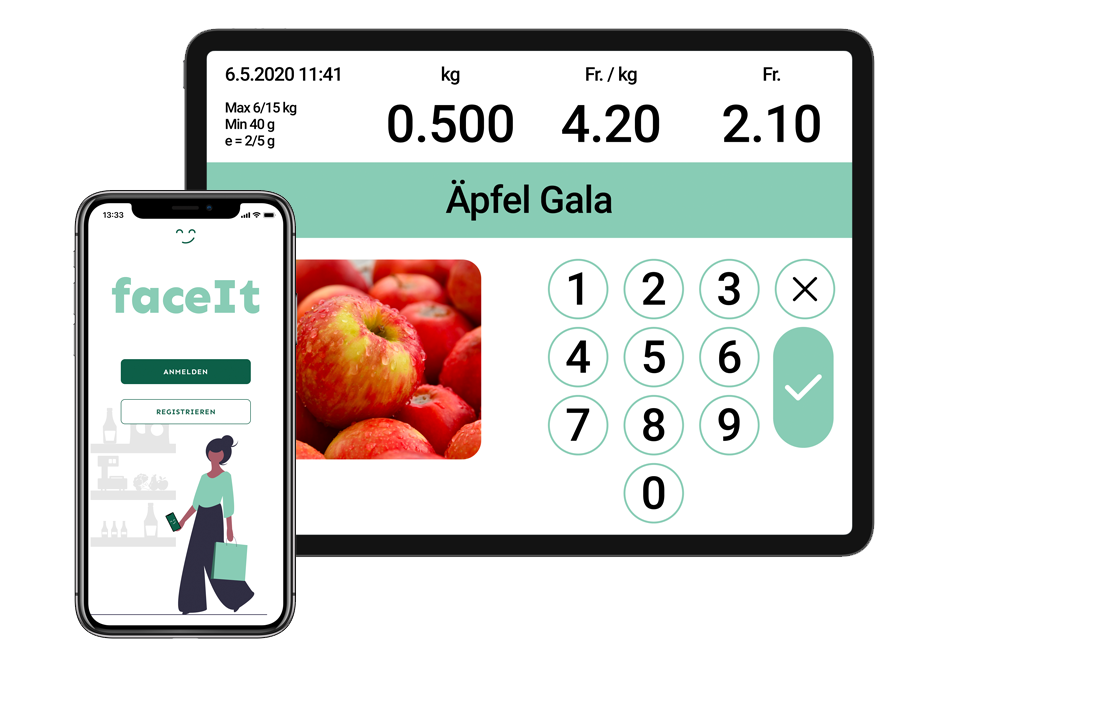 6.5.2020 11:41
kg
Fr. / kg
Fr.
Max 6/15 kg
Min 40 g
e = 2/5 g
0.500
4.20
2.10
Äpfel Gala
1 2 3
4 5 6
7 8 9
0
13:33
faceIt
ANMELDEN
REGISTRIEREN